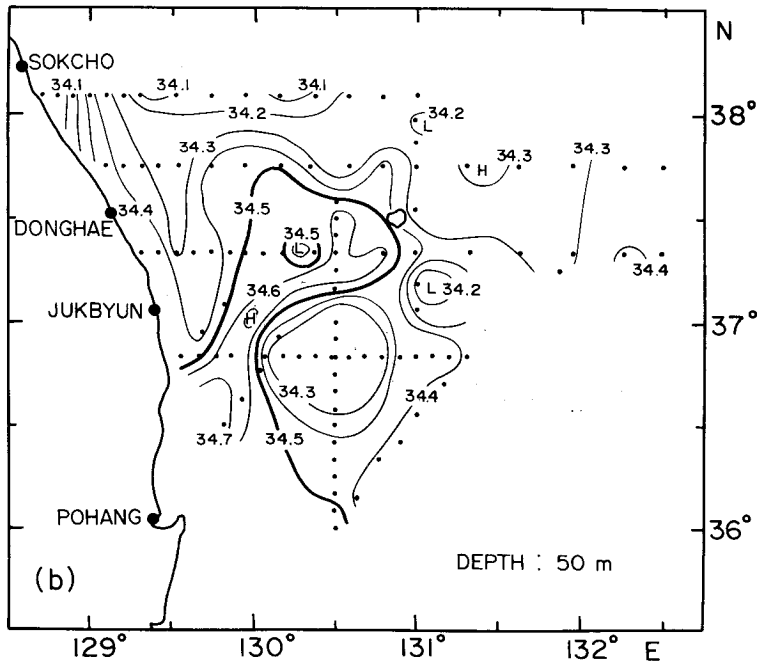 N
SOKCHO
34.1 34.1 34.1
34.2 34.2
L
38°
34.3 34.3 34.3
H
34.4 34.5
DONGHAE
34.5
L
34.4
34.6
H
L 34.2
JUKBYUN
37°
34.3 34.4
34.7 34.5
POHANG
36°
DEPTH : 50 m
(b)
129° 130° 131° 132° E